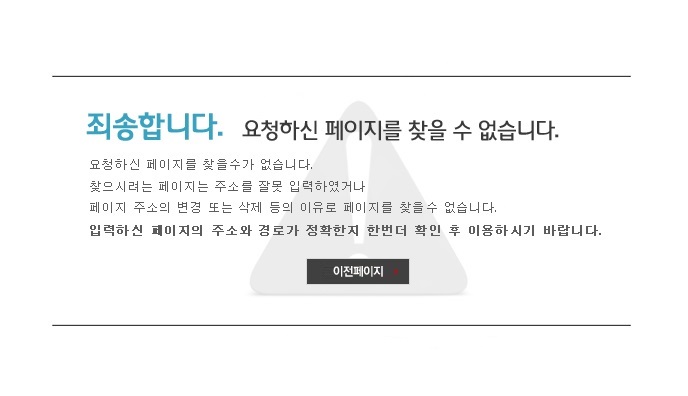 죄송합니다. 요청하신 페이지를 찾을 수 없습니다.
요청하신 페이지를 찾을수가 없습니다.
찾으시려는 페이지는 주소를 잘못 입력하였거나
페이지 주소의 변경 또는 삭제 등의 이유로 페이지를 찾을수 없습니다.
입력하신 페이지의 주소와 경로가 정확한지 한번더 확인 후 이용하시기 바랍니다.
이전페이지